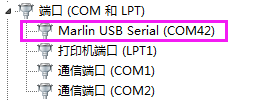 端口 (COM 和 LPT)
Marlin USB Serial (COM42)
打印机端口 (LPT1)
通信端口 (COM1)
通信端口 (COM2)